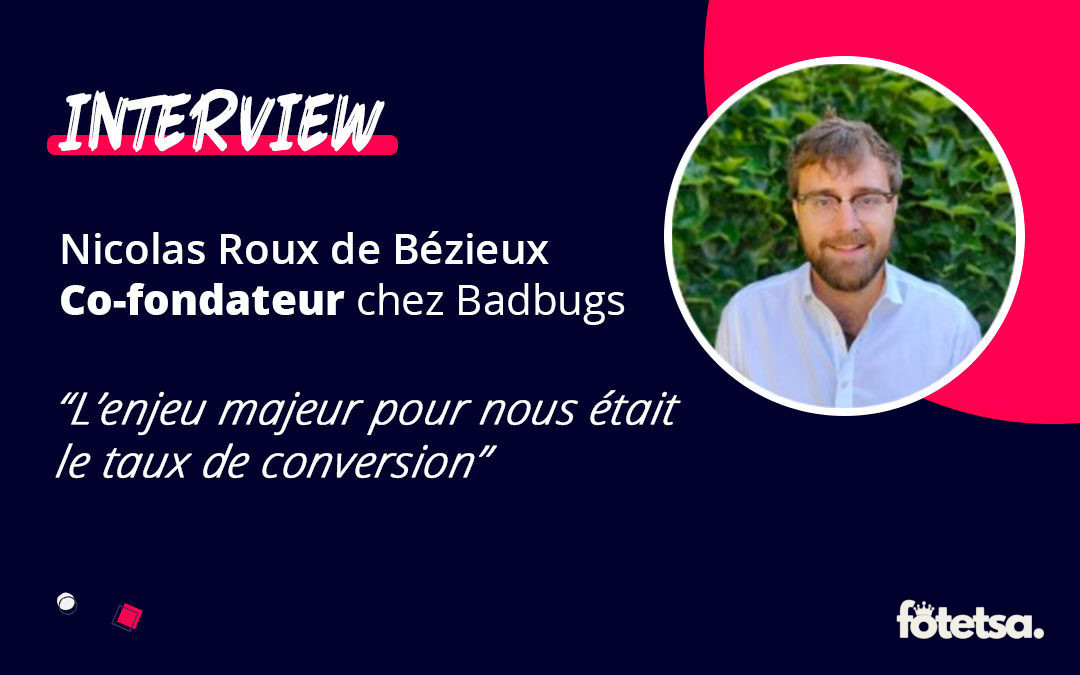 INTERVIEW
Nicolas Roux de Bézieux
Co-fondateur chez Badbugs
“L’enjeu majeur pour nous était
le taux de conversion”
fotetsa.